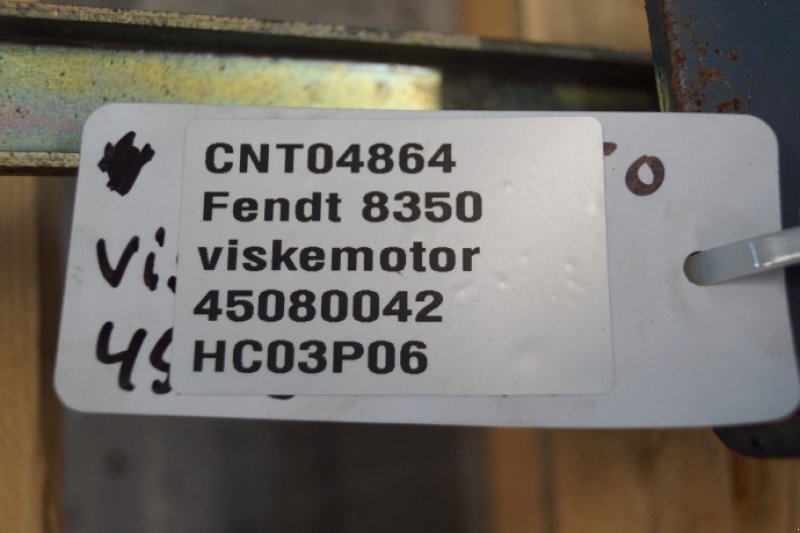 CNT04864
Fendt 8350
viskemotor
45080042
HC03P06